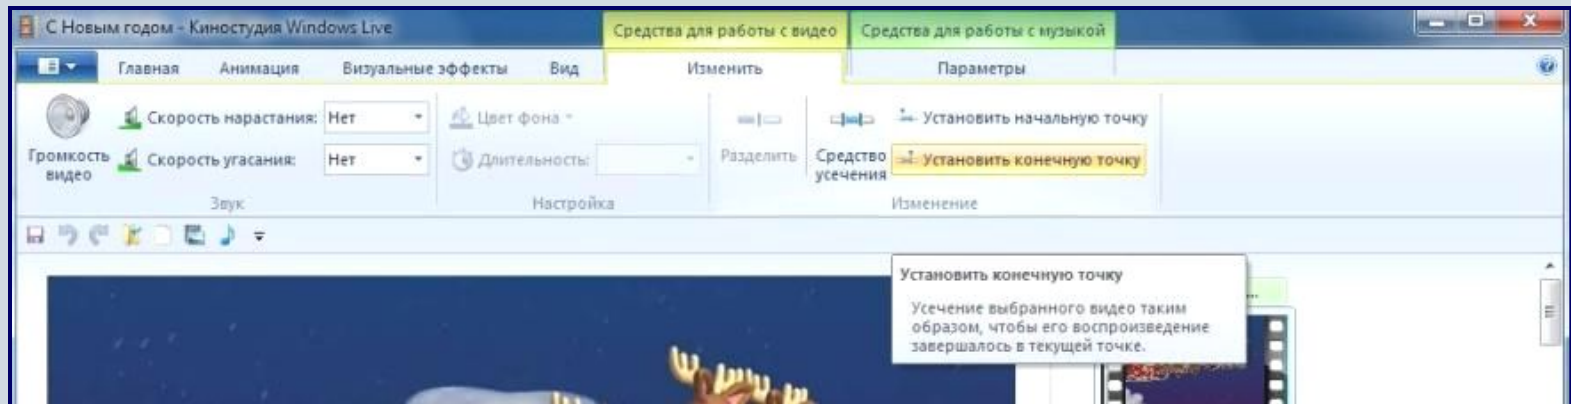 С Новым годом - Киностудия Windows Live
Средства для работы с видео
Средства для работы с музыкой
Главная Анимация Визуальные эффекты Вид Изменить Параметры
Громкость видео
Скорость нарастания: Нет
Скорость угасания: Нет
Звук
Цвет фона
Длительность:
Настройка
Разделить
Средство усечения
Установить начальную точку
Установить конечную точку
Изменение
Установить конечную точку
Усечение выбранного видео таким
образом, чтобы его воспроизведение
завершалось в текущей точке.
...